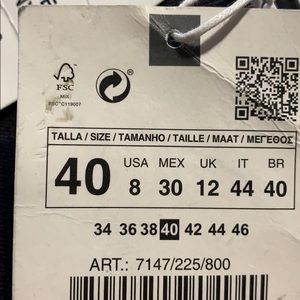 FSC
MIX
FSC® C119007
TALLA / SIZE / TAMANHO / TAILLE / MAAT / ΜΕΓΕΘΟΣ
40 USA MEX UK IT BR
8 30 12 44 40
34 36 38 40 42 44 46
ART.: 7147/225/800